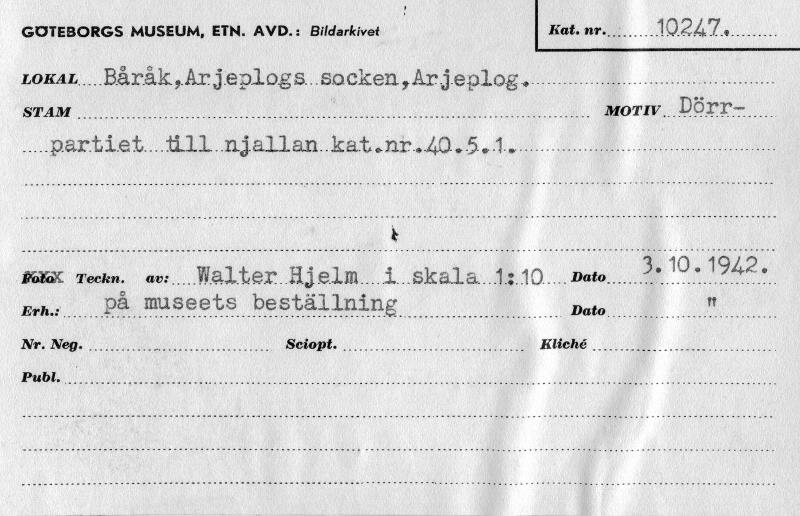 GÖTEBORGS MUSEUM, ETN. AVD.: Bildarkivet Kat. nr. 10247.
LOKAL Båråk,Arjeplogs socken,Arjeplog.
STAM MOTIV Dörr-
partiet till njallan kat.nr.40.5.1.
Foto xxx Teckn. av: Walter Hjelm i skala 1:10 Dato 3.10.1942.
Erh.: på museets beställning Dato "
Nr. Neg. Sciopt. Kliché
Publ.